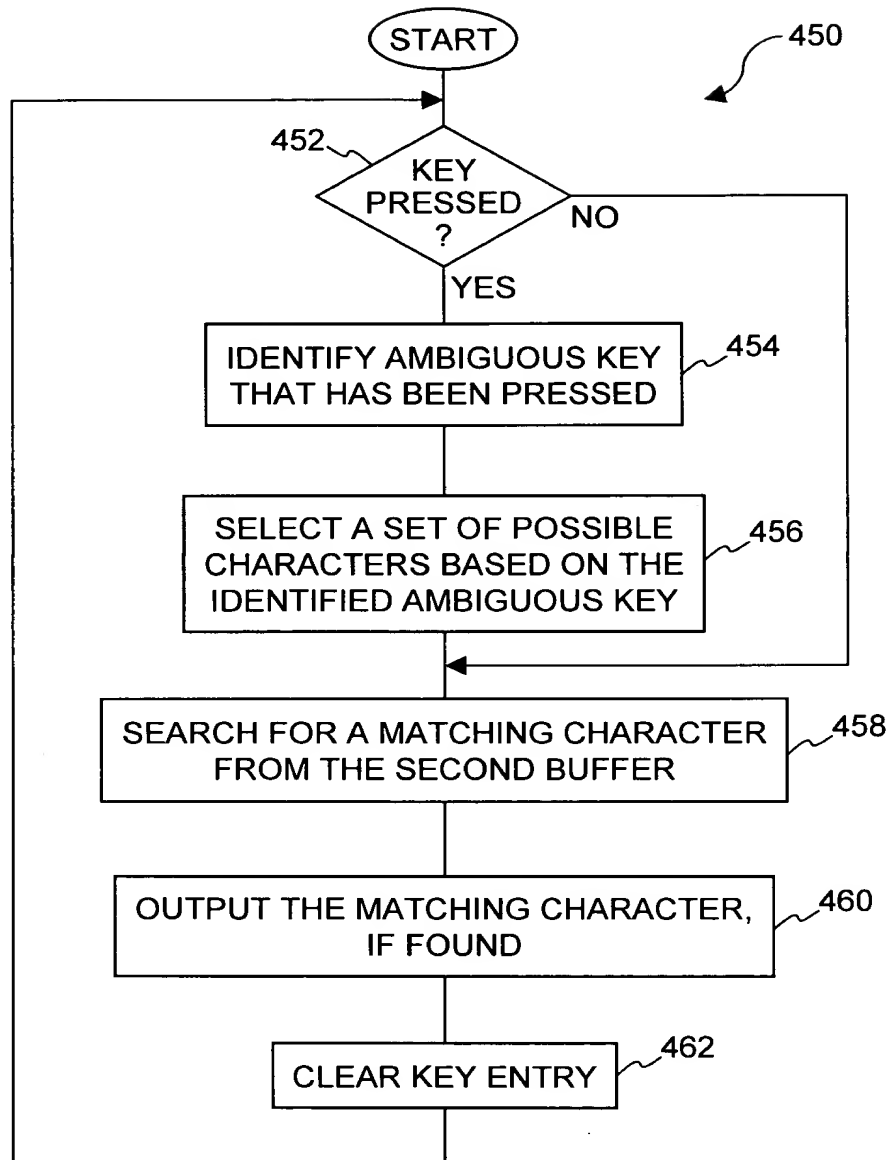 START
450
452
KEY
PRESSED
?
NO
YES
IDENTIFY AMBIGUOUS KEY
THAT HAS BEEN PRESSED
454
SELECT A SET OF POSSIBLE
CHARACTERS BASED ON THE
IDENTIFIED AMBIGUOUS KEY
456
SEARCH FOR A MATCHING CHARACTER
FROM THE SECOND BUFFER
458
OUTPUT THE MATCHING CHARACTER,
IF FOUND
460
CLEAR KEY ENTRY
462